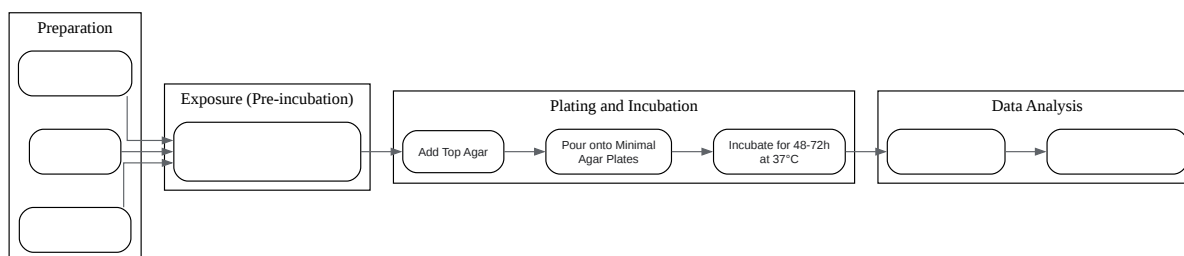 Preparation
Exposure (Pre-incubation)
Plating and Incubation
Add Top Agar
Pour onto Minimal
Agar Plates
Incubate for 48-72h
at 37°C
Data Analysis